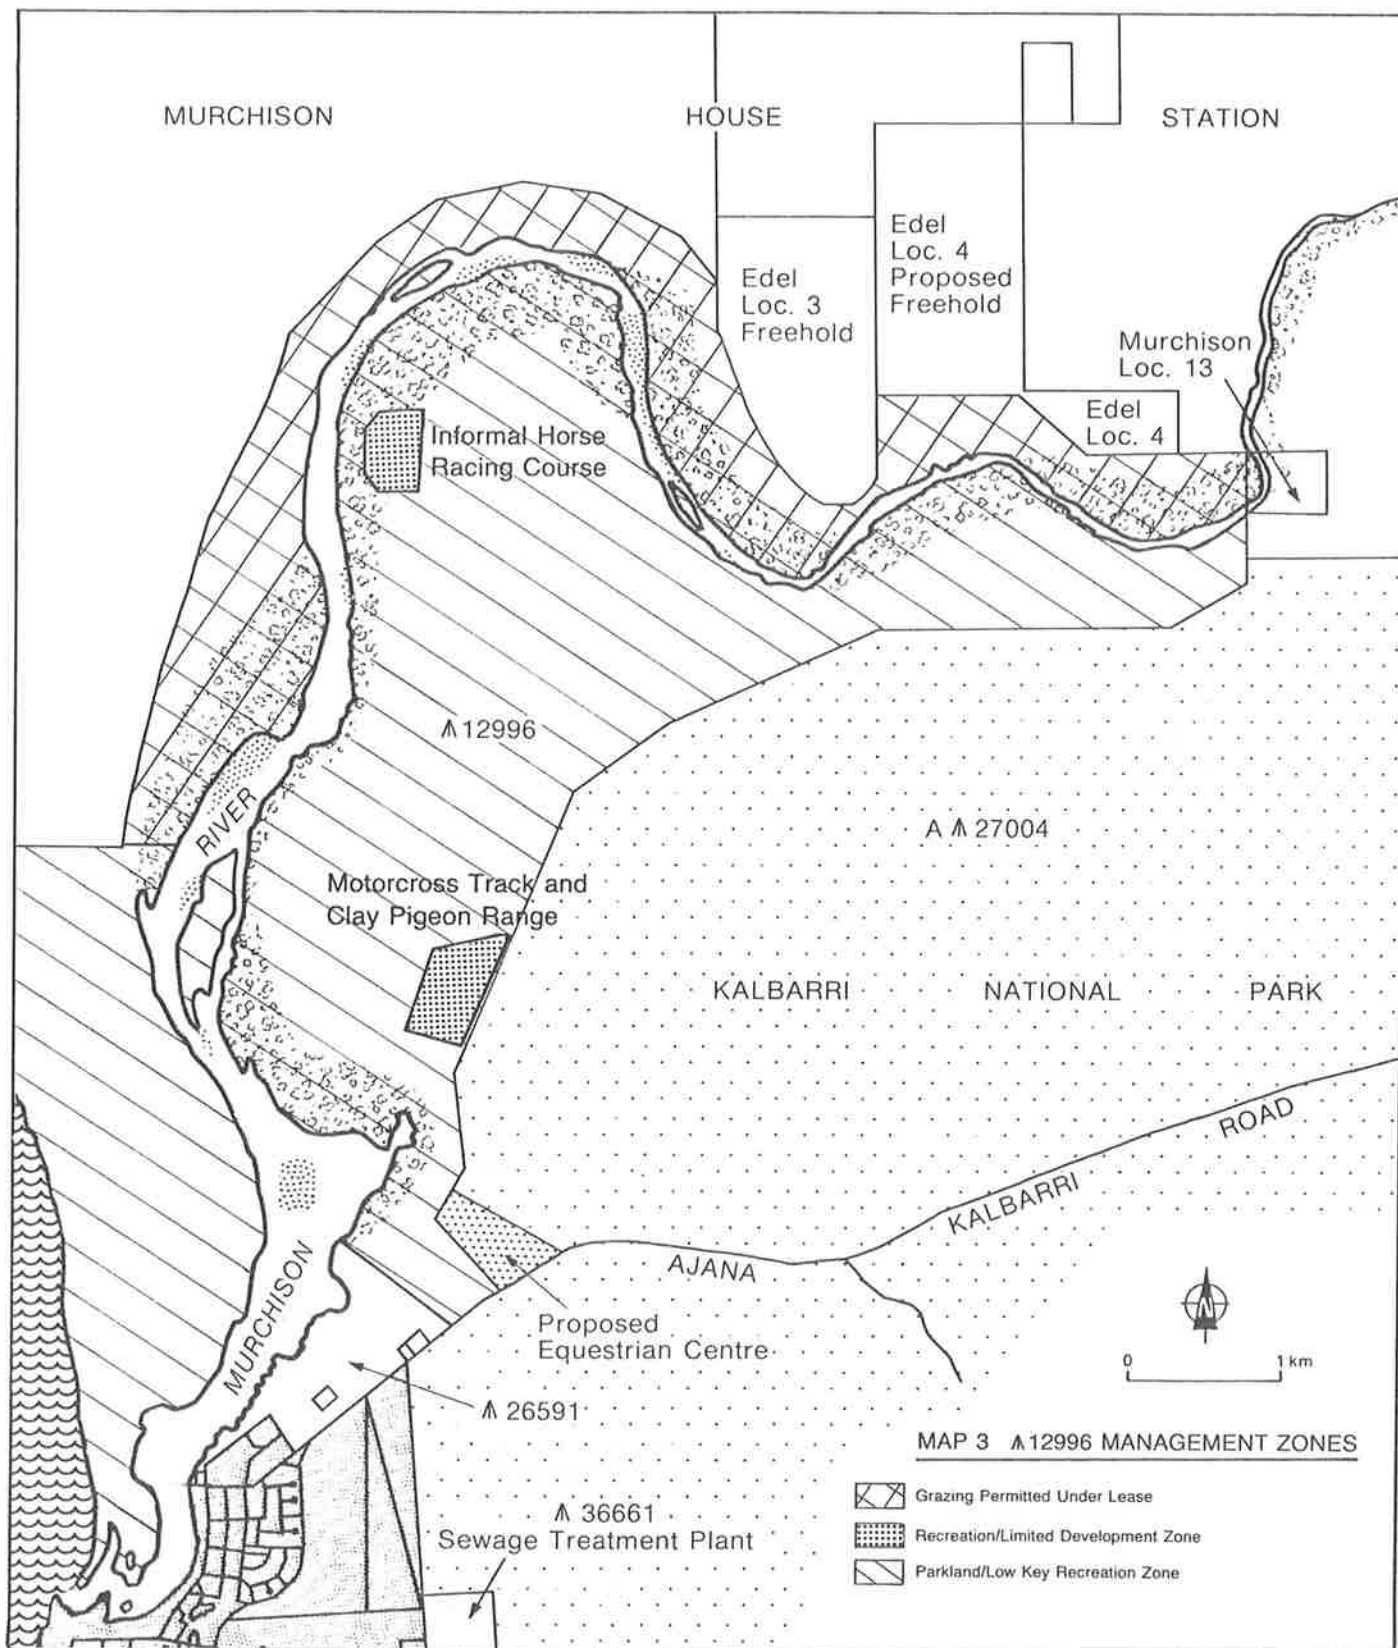 MURCHISON HOUSE STATION
Edel
Loc. 4
Proposed
Freehold
Edel
Loc. 3
Freehold
Murchison
Loc. 13
Edel
Loc. 4
Informal Horse
Racing Course
12996
RIVER
A 27004
Motorcross Track and
Clay Pigeon Range
KALBARRI NATIONAL PARK
ROAD
KALBARRI
AJANA
MURCHISON
Proposed
Equestrian Centre
N
0 1 km
26591
MAP 3 12996 MANAGEMENT ZONES
Grazing Permitted Under Lease
Recreation/Limited Development Zone
Parkland/Low Key Recreation Zone
36661
Sewage Treatment Plant